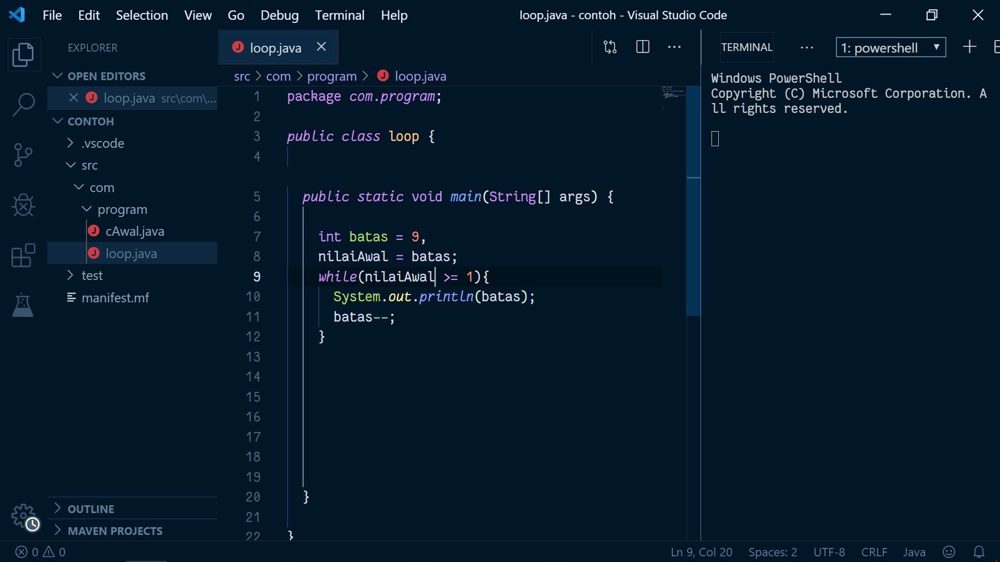 File Edit Selection View Go Debug Terminal Help
loop.java - contoh - Visual Studio Code
EXPLORER
OPEN EDITORS
loop.java src\com\...
CONTOH
.vscode
src
com
program
cAwal.java
loop.java
test
manifest.mf
OUTLINE
MAVEN PROJECTS
loop.java
src > com > program > loop.java
1 package com.program;
2
3 public class loop {
4
5 public static void main(String[] args) {
6
7 int batas = 9,
8 nilaiAwal = batas;
9 while(nilaiAwal >= 1){
10 System.out.println(batas);
11 batas--;
12 }
13
14
15
16
17
18
19
20 }
21
22 }
TERMINAL
1: powershell
Windows PowerShell
Copyright (C) Microsoft Corporation. A
ll rights reserved.
0 0
Ln 9, Col 20 Spaces: 2 UTF-8 CRLF Java